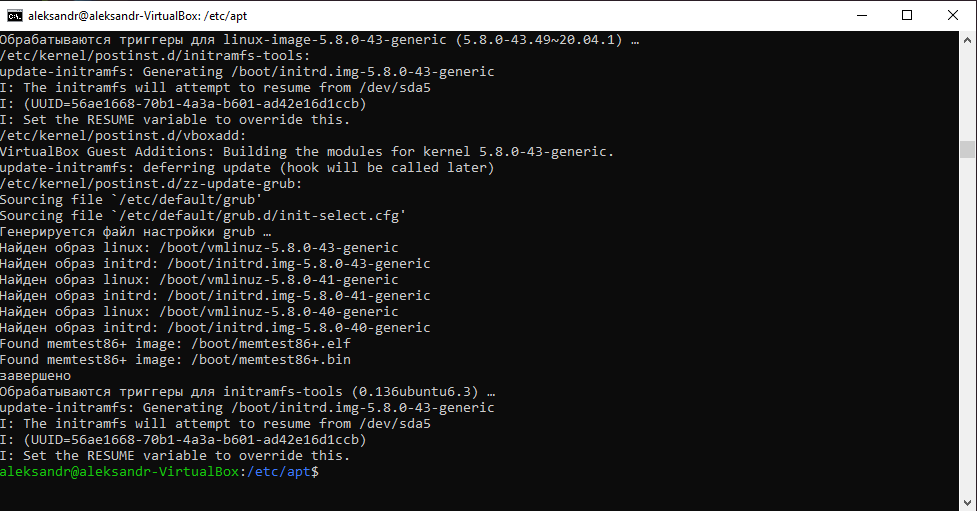 aleksandr@aleksandr-VirtualBox: /etc/apt
Обрабатываются триггеры для linux-image-5.8.0-43-generic (5.8.0-43.49~20.04.1) …
/etc/kernel/postinst.d/initramfs-tools:
update-initramfs: Generating /boot/initrd.img-5.8.0-43-generic
I: The initramfs will attempt to resume from /dev/sda5
I: (UUID=56ae1668-70b1-4a3a-b601-ad42e16d1ccb)
I: Set the RESUME variable to override this.
/etc/kernel/postinst.d/vboxadd:
VirtualBox Guest Additions: Building the modules for kernel 5.8.0-43-generic.
update-initramfs: deferring update (hook will be called later)
/etc/kernel/postinst.d/zz-update-grub:
Sourcing file `/etc/default/grub'
Sourcing file `/etc/default/grub.d/init-select.cfg'
Генерируется файл настройки grub …
Найден образ linux: /boot/vmlinuz-5.8.0-43-generic
Найден образ initrd: /boot/initrd.img-5.8.0-43-generic
Найден образ linux: /boot/vmlinuz-5.8.0-41-generic
Найден образ initrd: /boot/initrd.img-5.8.0-41-generic
Найден образ linux: /boot/vmlinuz-5.8.0-40-generic
Найден образ initrd: /boot/initrd.img-5.8.0-40-generic
Found memtest86+ image: /boot/memtest86+.elf
Found memtest86+ image: /boot/memtest86+.bin
завершено
Обрабатываются триггеры для initramfs-tools (0.136ubuntu6.3) …
update-initramfs: Generating /boot/initrd.img-5.8.0-43-generic
I: The initramfs will attempt to resume from /dev/sda5
I: (UUID=56ae1668-70b1-4a3a-b601-ad42e16d1ccb)
I: Set the RESUME variable to override this.
aleksandr@aleksandr-VirtualBox:/etc/apt$